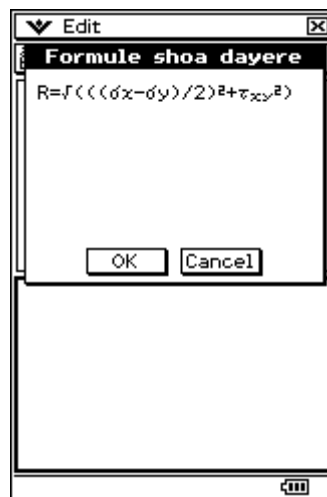 Edit
Formule shoa dayere
R=√(((σx-σy)/2)²+τxy²)
OK Cancel